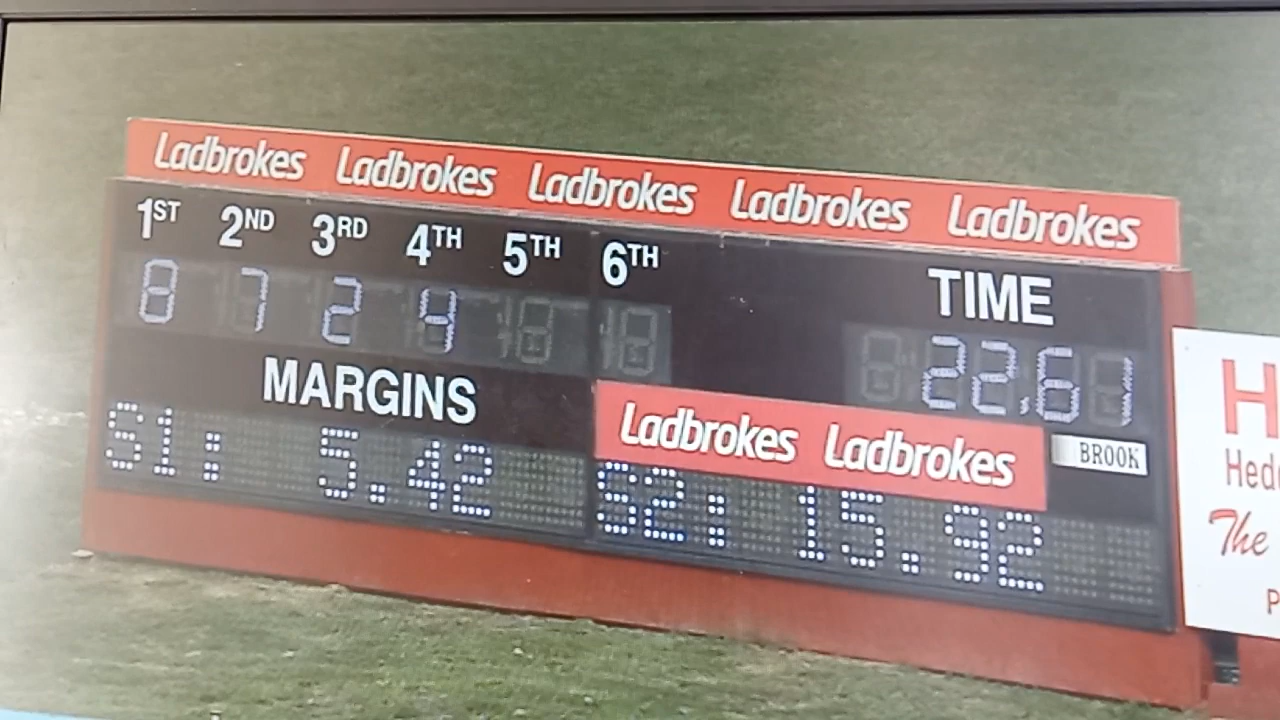 Ladbrokes Ladbrokes Ladbrokes Ladbrokes Ladbrokes
1ST 2ND 3RD 4TH 5TH 6TH TIME
8 7 2 4 22.61
MARGINS
Ladbrokes Ladbrokes BROOK
S1: 5.42 S2: 15.92
H
The
P